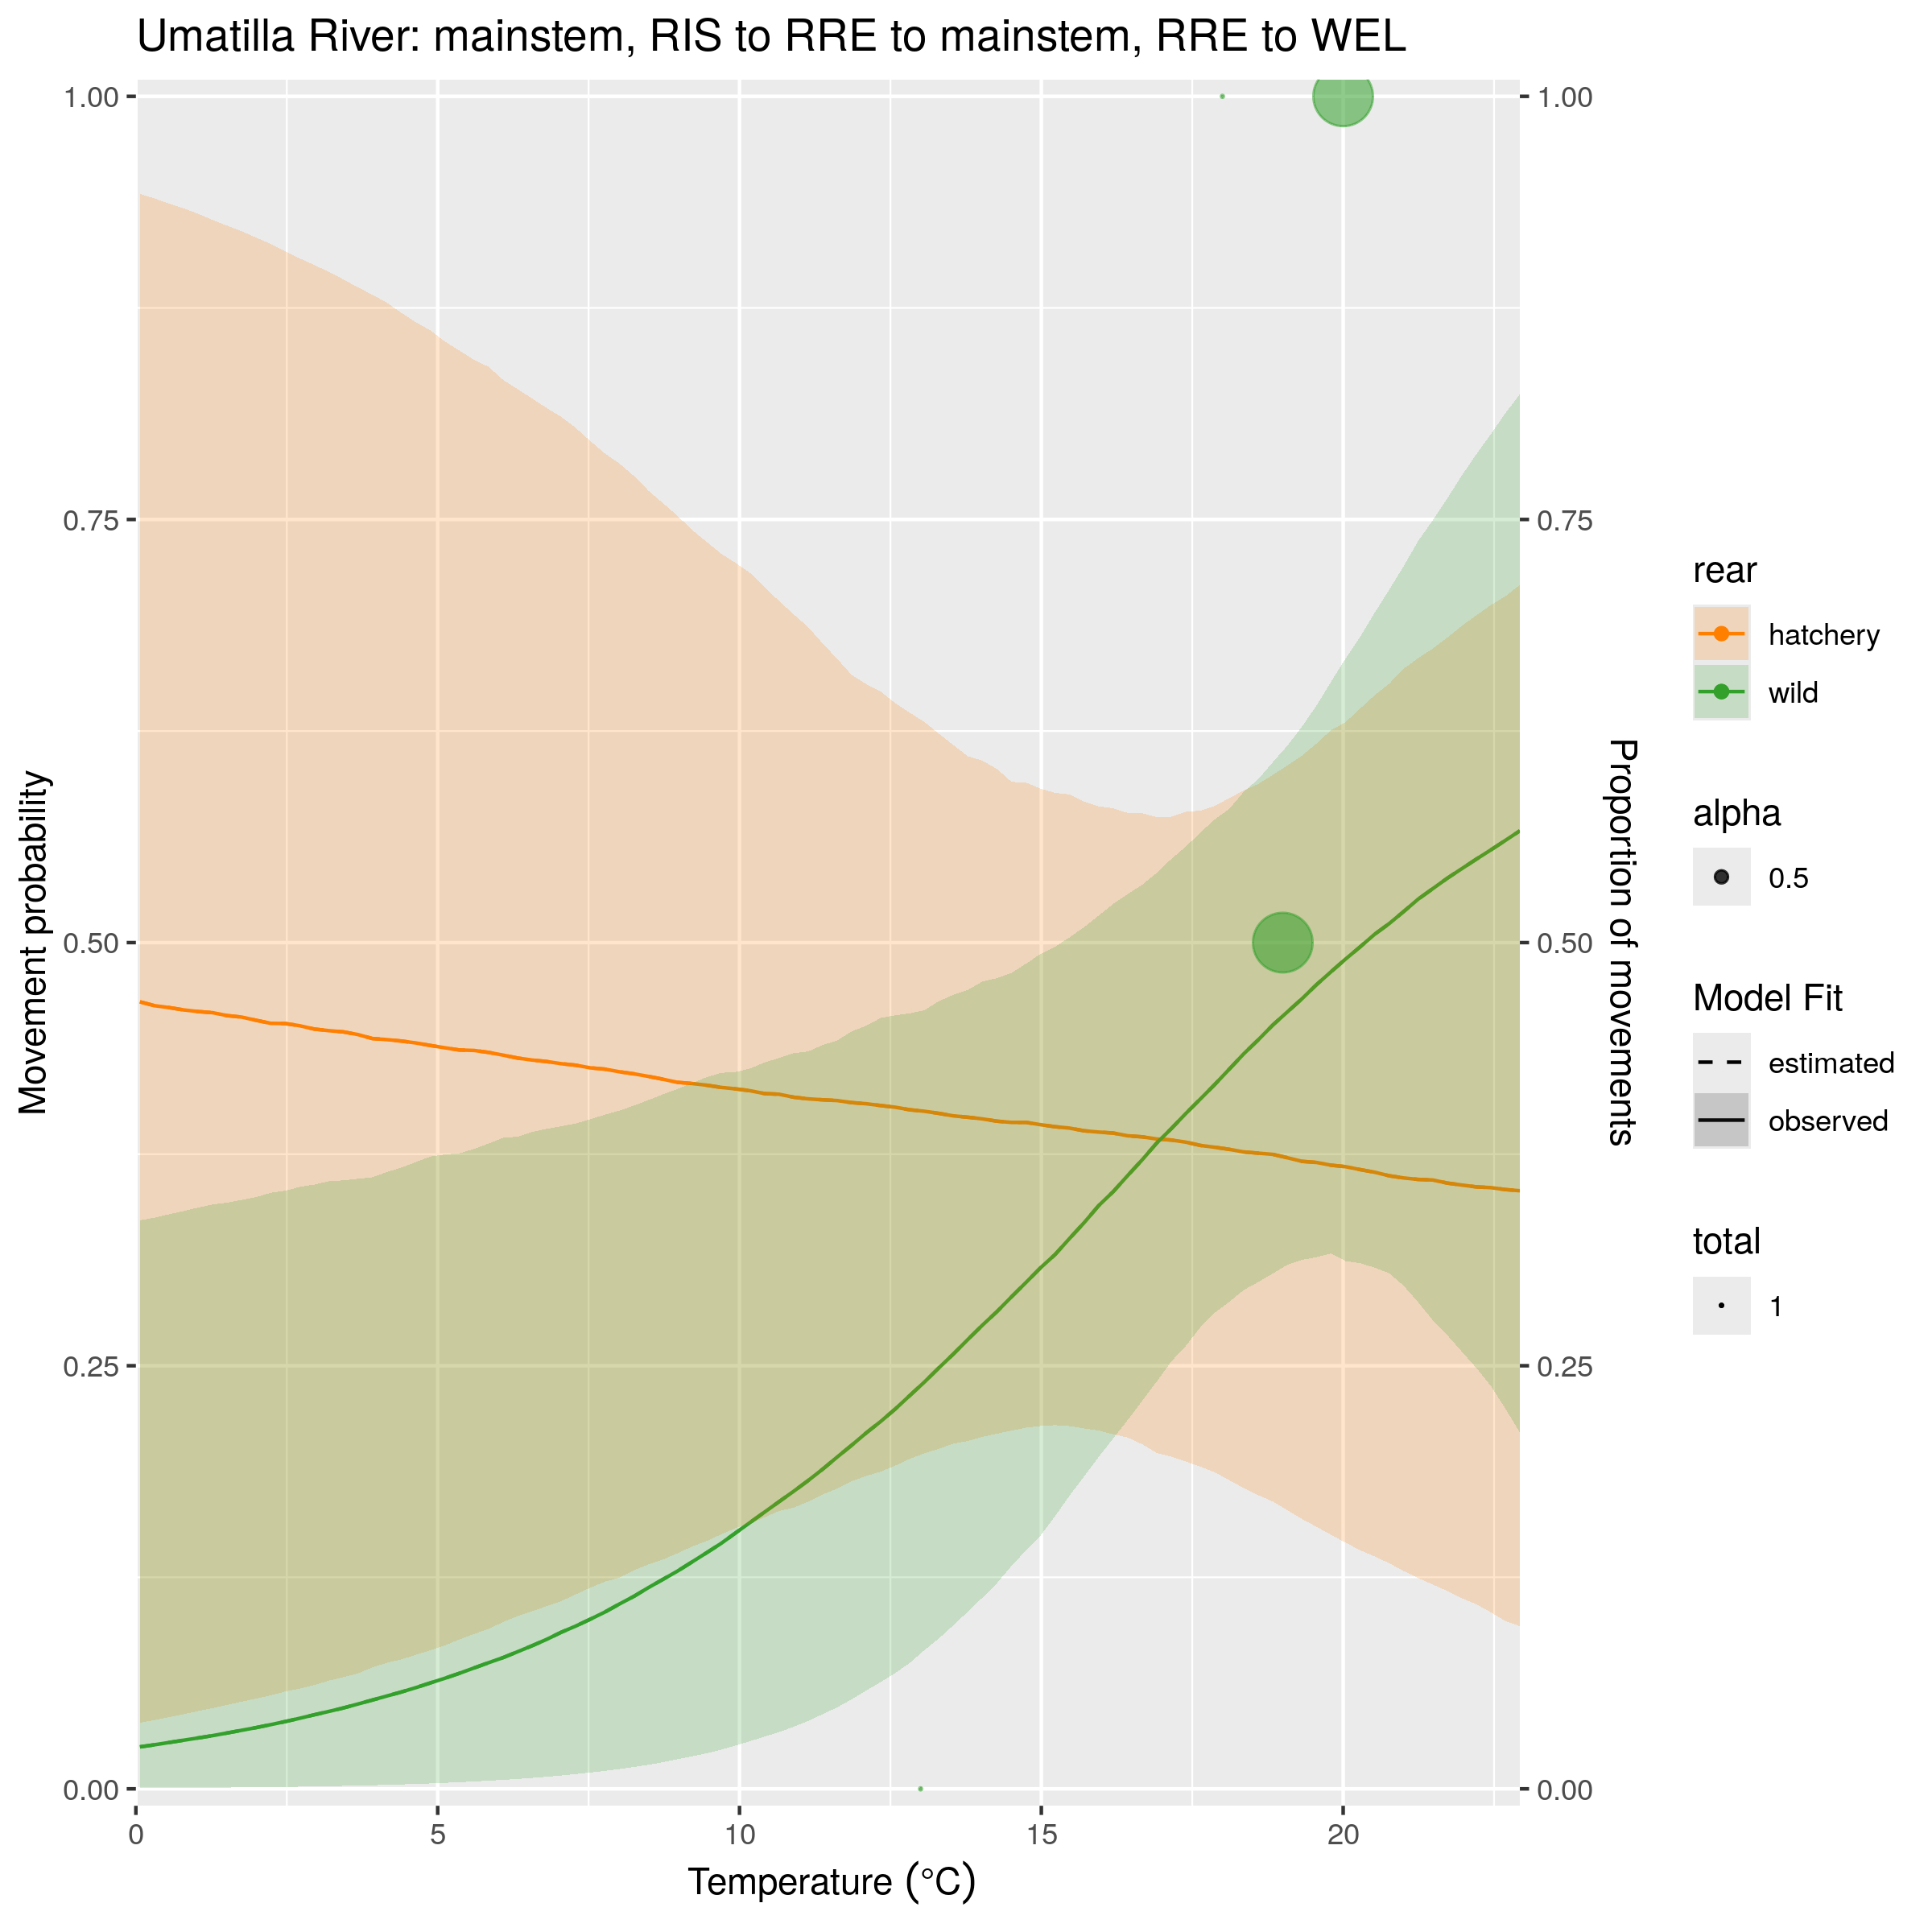 Umatilla River: mainstem, RIS to RRE to mainstem, RRE to WEL
Movement probability
1.00
0.75
0.50
0.25
0.00
0
5
10
15
20
Temperature (°C)
1.00
0.75
0.50
0.25
0.00
Proportion of movements
rear
hatchery
wild
alpha
0.5
Model Fit
estimated
observed
total
1